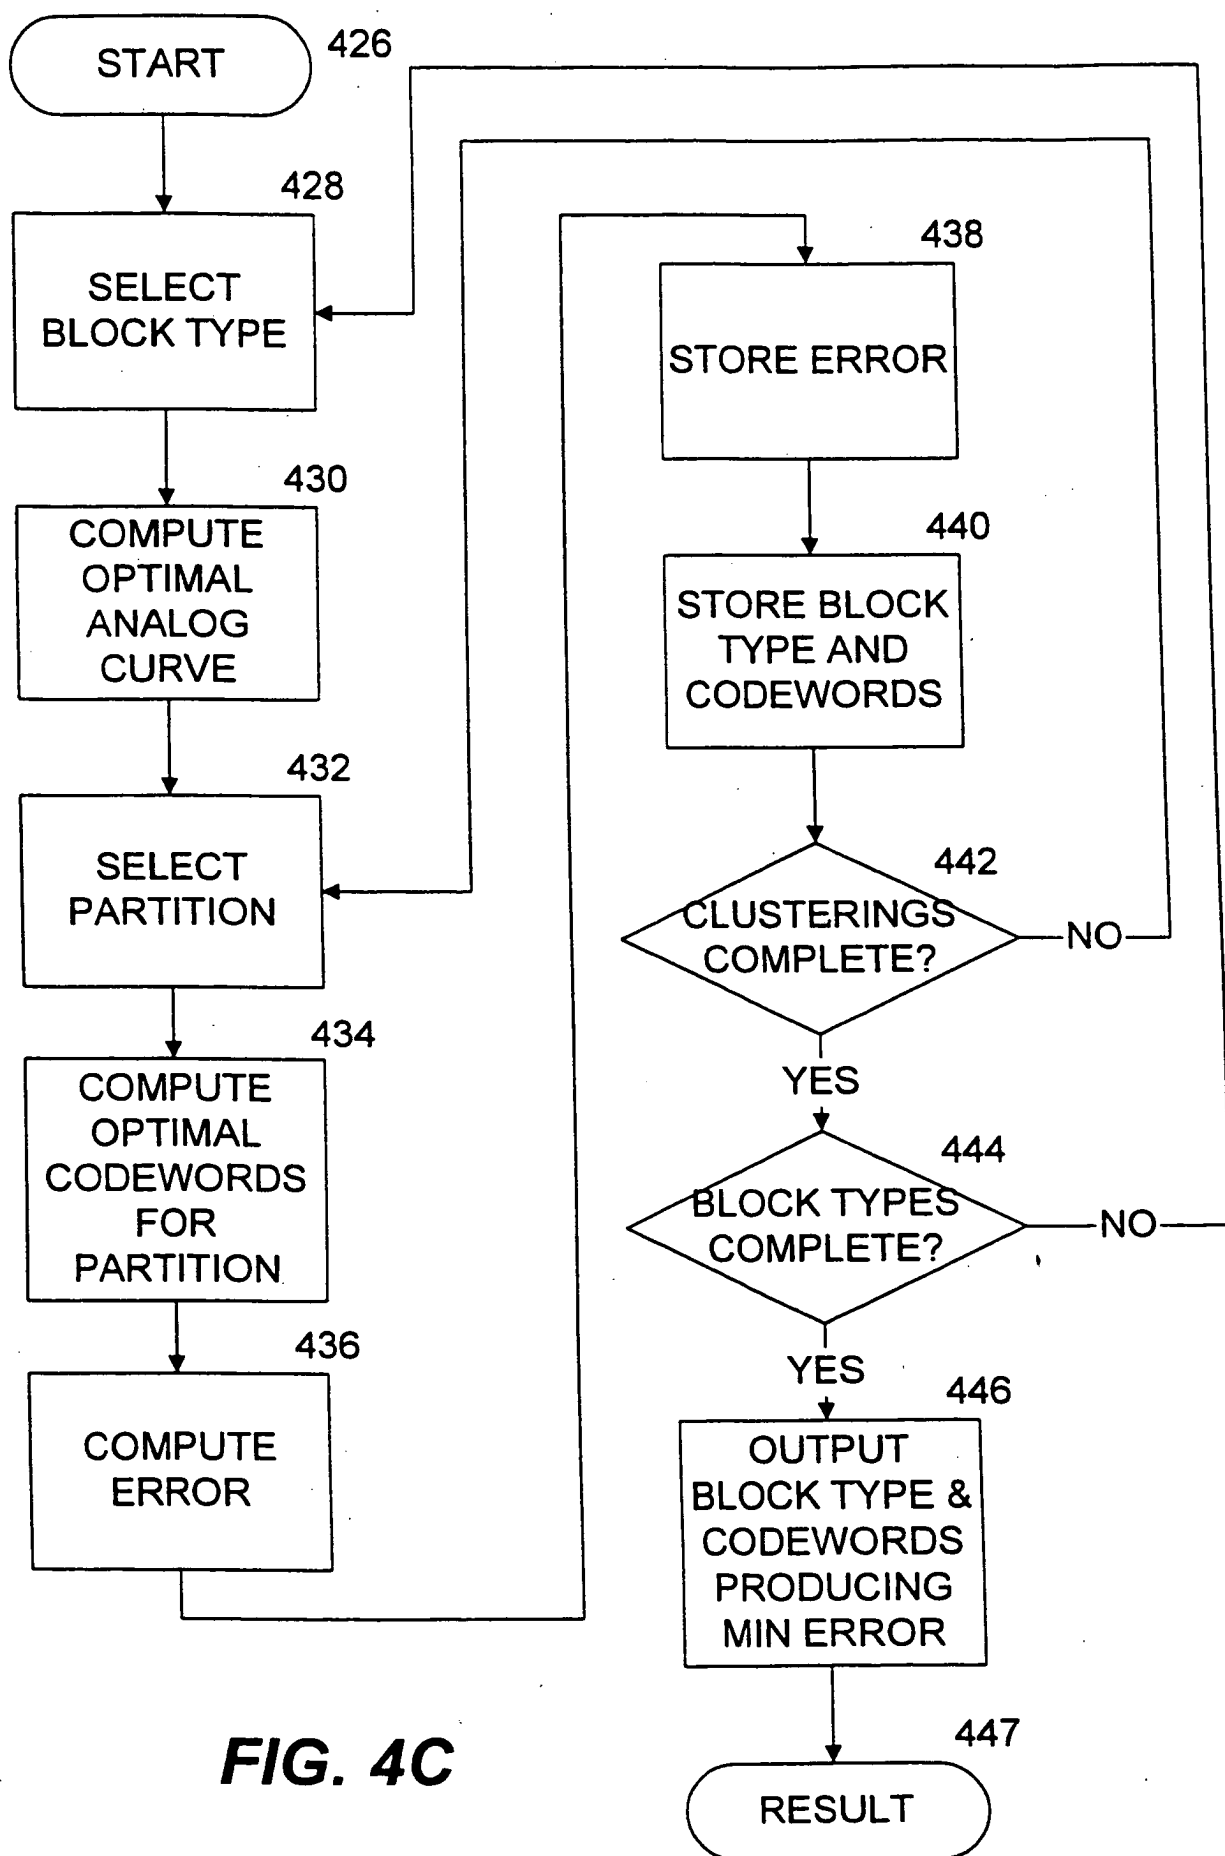 START
426
428
SELECT
BLOCK TYPE
430
COMPUTE
OPTIMAL
ANALOG
CURVE
432
SELECT
PARTITION
434
COMPUTE
OPTIMAL
CODEWORDS
FOR
PARTITION
436
COMPUTE
ERROR
438
STORE ERROR
440
STORE BLOCK
TYPE AND
CODEWORDS
442
CLUSTERINGS
COMPLETE?
NO
YES
444
BLOCK TYPES
COMPLETE?
NO
YES
446
OUTPUT
BLOCK TYPE &
CODEWORDS
PRODUCING
MIN ERROR
447
RESULT
FIG. 4C